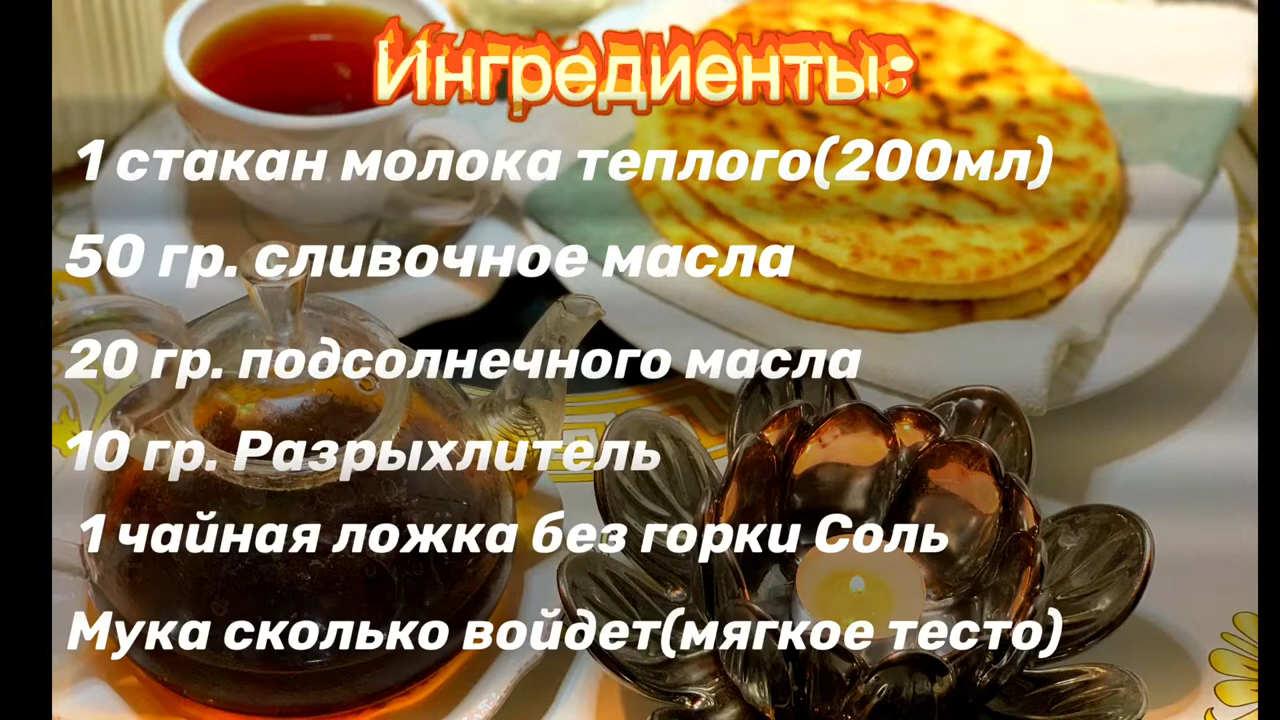 Ингредиенты:
1 стакан молока теплого(200мл)
50 гр. сливочное масла
20 гр. подсолнечного масла
10 гр. Разрыхлитель
1 чайная ложка без горки Соль
Мука сколько войдет(мягкое тесто)